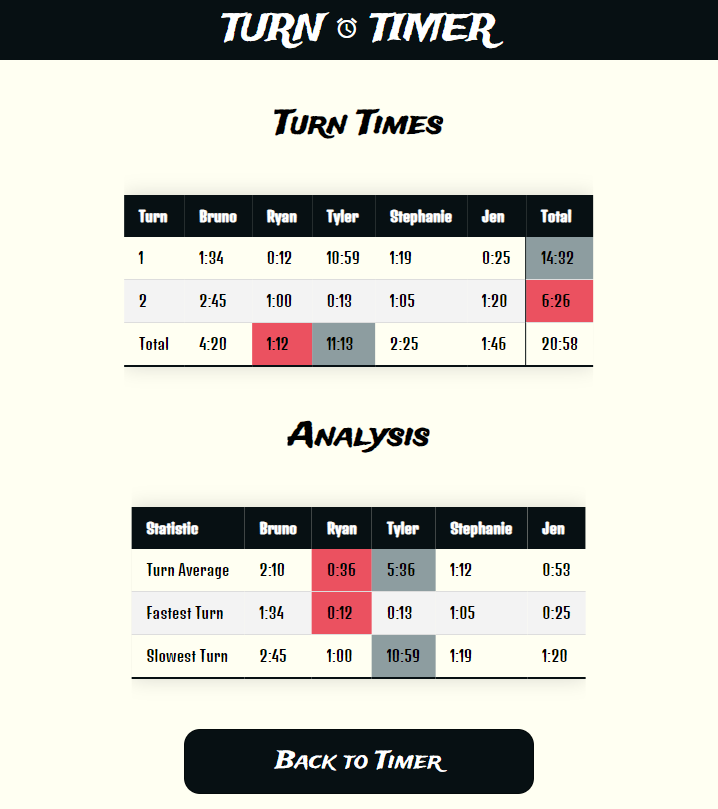 TURN TIMER
Turn Times
Turn Bruno Ryan Tyler Stephanie Jen Total
1 1:34 0:12 10:59 1:19 0:25 14:32
2 2:45 1:00 0:13 1:05 1:20 6:26
Total 4:20 1:12 11:13 2:25 1:46 20:58
Analysis
Statistic Bruno Ryan Tyler Stephanie Jen
Turn Average 2:10 0:36 5:36 1:12 0:53
Fastest Turn 1:34 0:12 0:13 1:05 0:25
Slowest Turn 2:45 1:00 10:59 1:19 1:20
Back to Timer